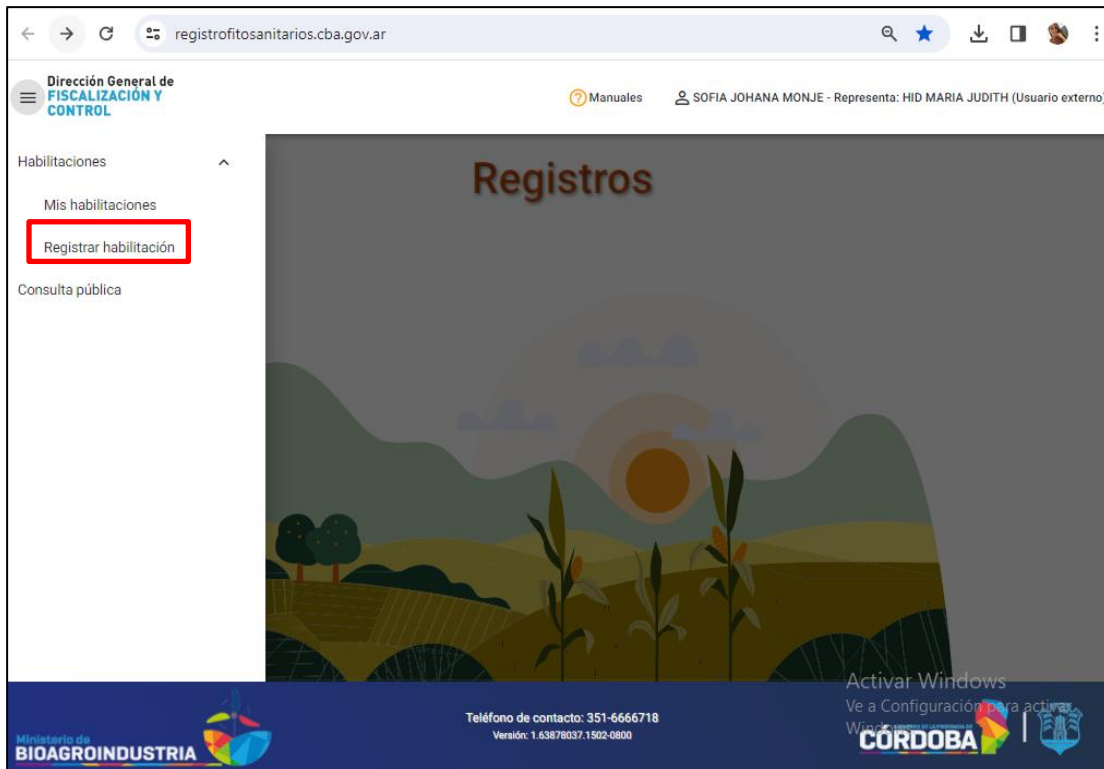 registrofitosanitarios.cba.gov.ar
Dirección General de
FISCALIZACIÓN Y
CONTROL
Manuales
SOFIA JOHANA MONJE - Representa: HID MARIA JUDITH (Usuario externo)
Habilitaciones
Mis habilitaciones
Registrar habilitación
Consulta pública
Registros
Activar Windows
Ve a Configuración para activar
Teléfono de contacto: 351-6666718
Versión: 1.63878037.1502-0800
Ministerio de
BIOAGROINDUSTRIA
CÓRDOBA